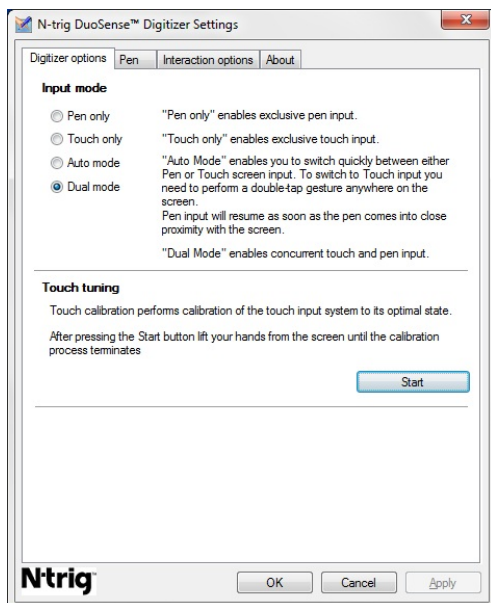 N-trig DuoSense™ Digitizer Settings
Digitizer options Pen Interaction options About
Input mode
Pen only
"Pen only" enables exclusive pen input.
Touch only
"Touch only" enables exclusive touch input.
Auto mode
"Auto Mode" enables you to switch quickly between either
Pen or Touch screen input. To switch to Touch input you
need to perform a double-tap gesture anywhere on the
screen.
Pen input will resume as soon as the pen comes into close
proximity with the screen.
Dual mode
"Dual Mode" enables concurrent touch and pen input.
Touch tuning
Touch calibration performs calibration of the touch input system to its optimal state.
After pressing the Start button lift your hands from the screen until the calibration
process terminates
Start
N-trig
OK Cancel Apply